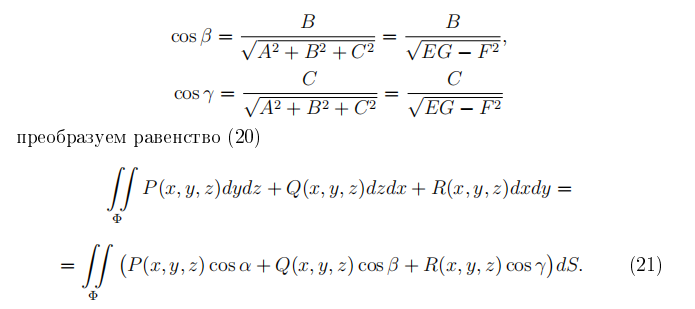 cos β = B / √(A² + B² + C²) = B / √(EG − F²),
cos γ = C / √(A² + B² + C²) = C / √(EG − F²)
преобразуем равенство (20)
∬_Φ P(x, y, z)dydz + Q(x, y, z)dzdx + R(x, y, z)dxdy =
= ∬_Φ (P(x, y, z) cos α + Q(x, y, z) cos β + R(x, y, z) cos γ)dS. (21)